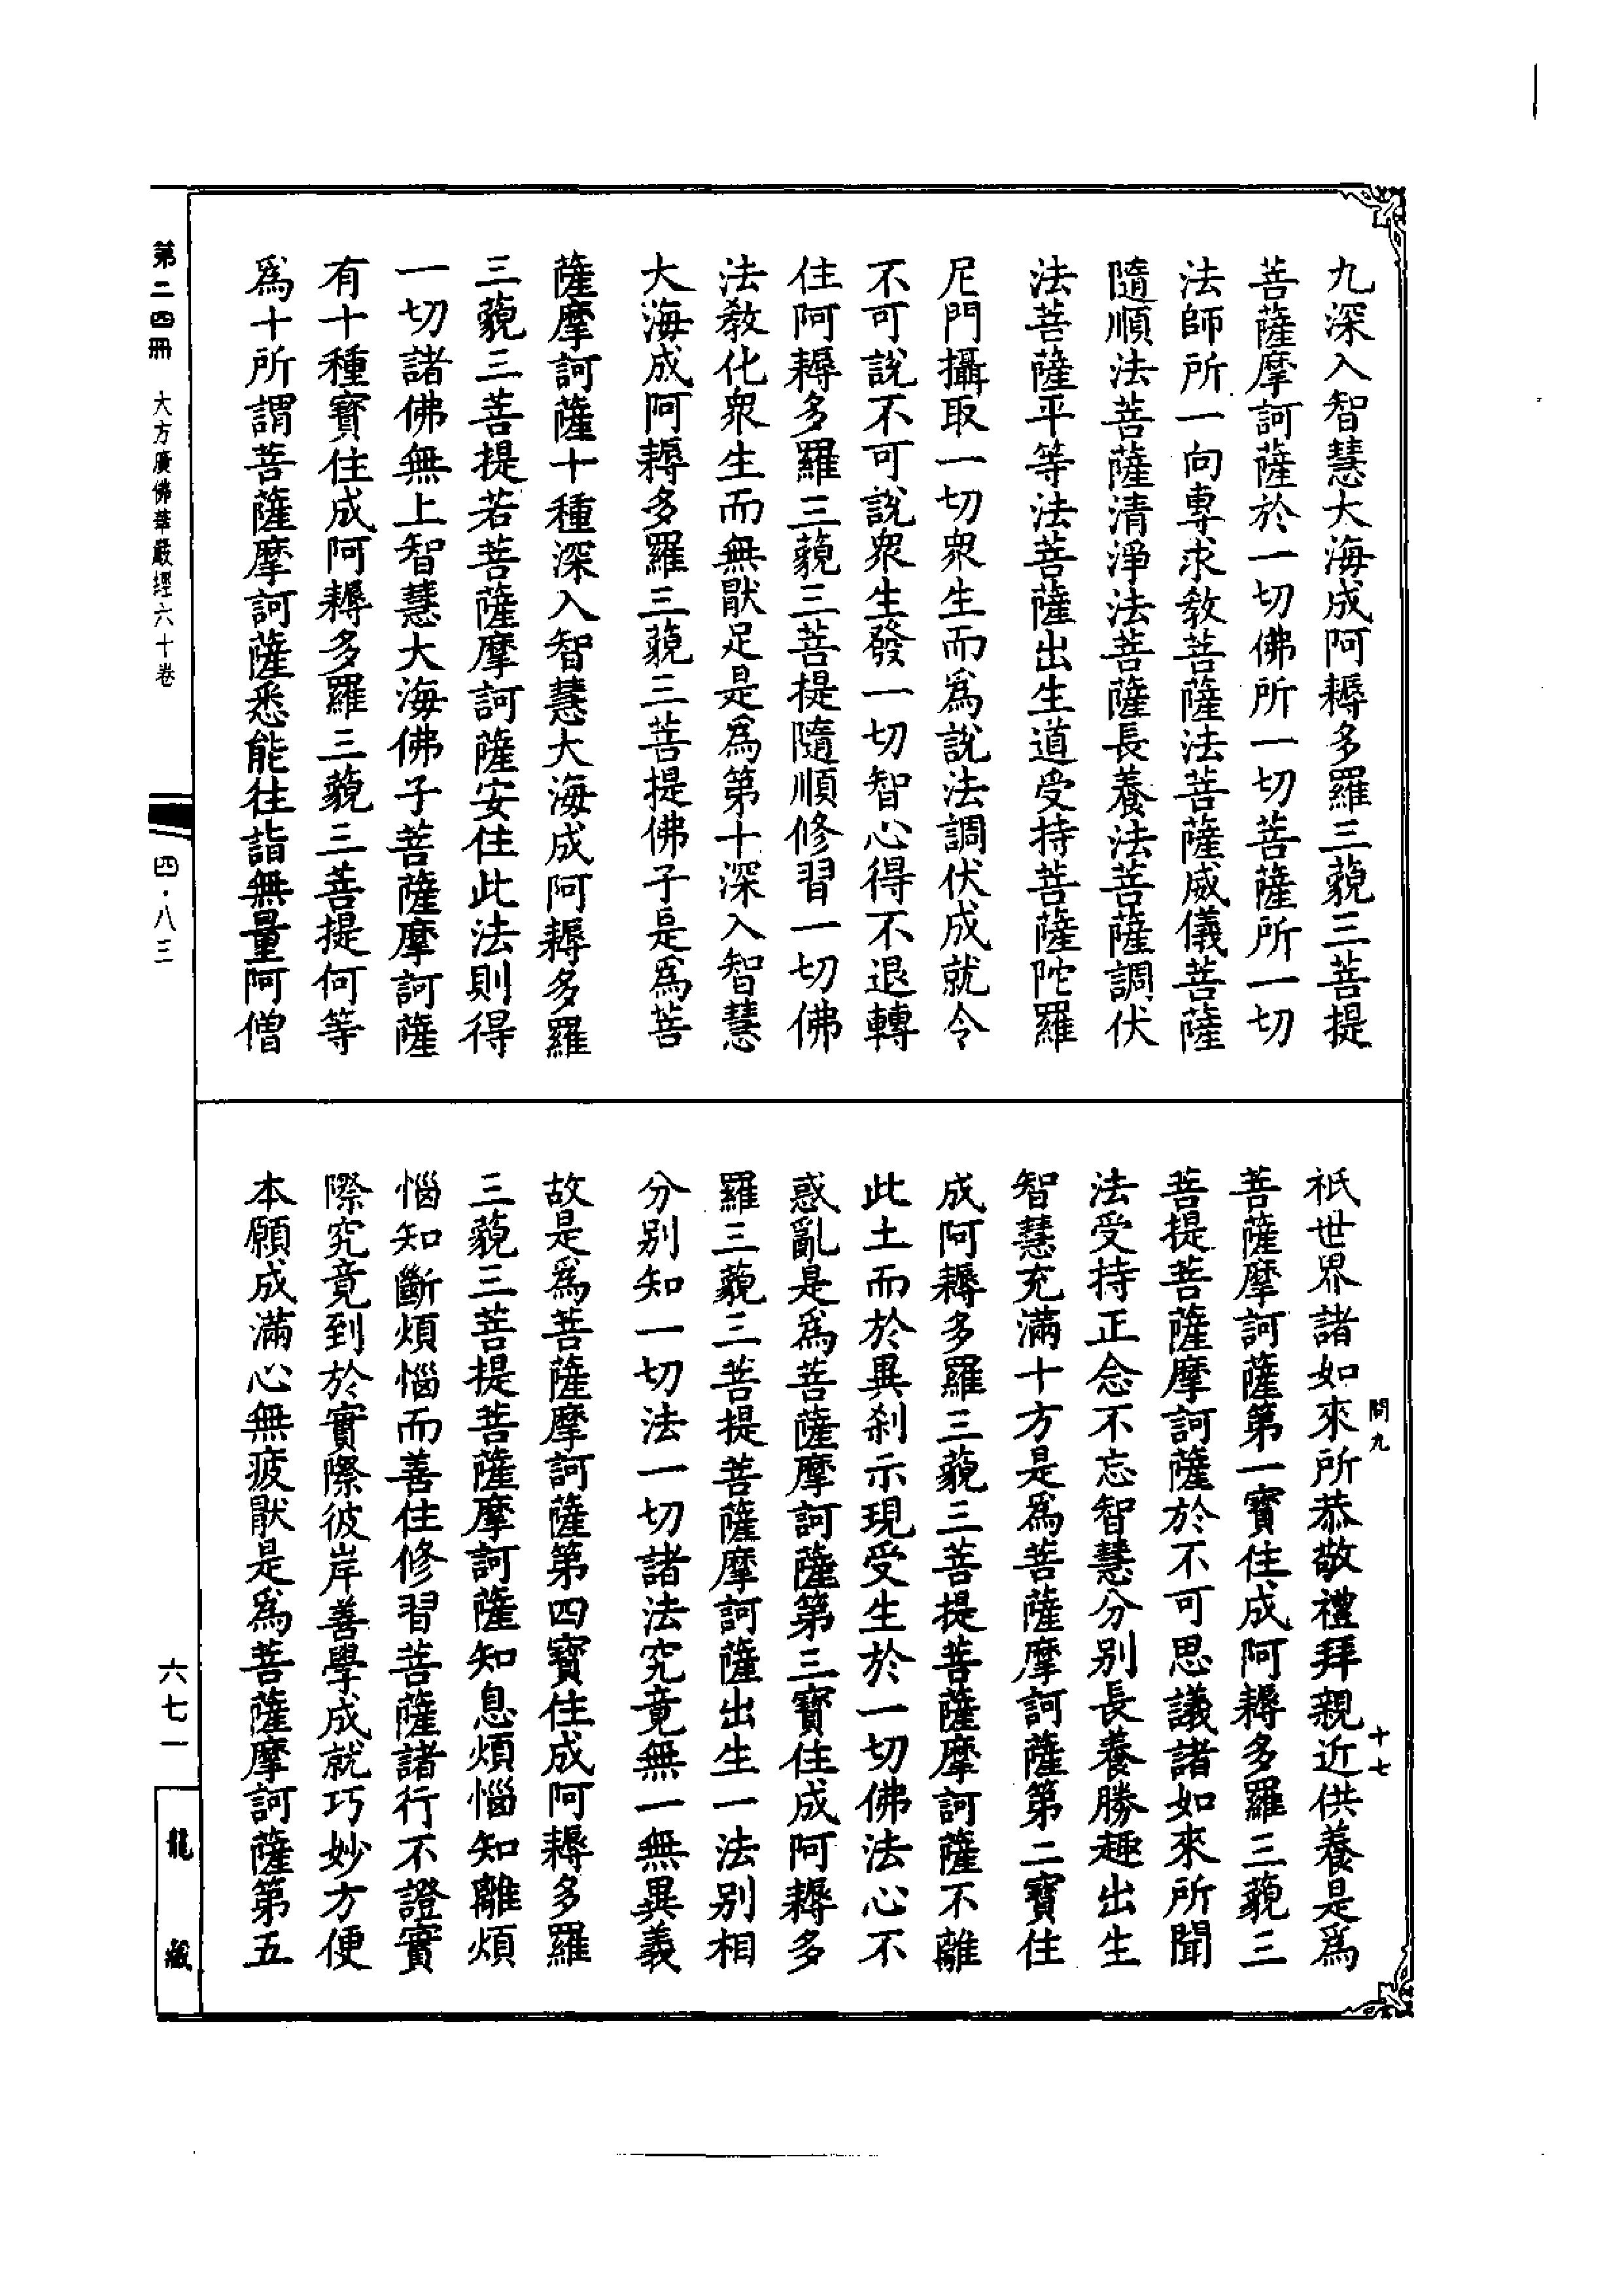 九深入智慧大海成阿耨多羅三藐三菩提
菩薩摩訶薩於一切佛所一切菩薩所一切
法師所一向專求教菩薩法菩薩威儀菩薩
隨順法菩薩清淨法菩薩長養法菩薩調伏
法菩薩平等法菩薩出生道受持菩薩陀羅
尼門攝取一切衆生而爲說法調伏成就令
不可說不可說衆生發一切智心得不退轉
住阿耨多羅三藐三菩提隨順修習一切佛
法教化衆生而無厭足是爲第十深入智慧
大海成阿耨多羅三藐三菩提佛子是爲菩
薩摩訶薩十種深入智慧大海成阿耨多羅
三藐三菩提若菩薩摩訶薩安住此法則得
一切諸佛無上智慧大海佛子菩薩摩訶薩
有十種寶住成阿耨多羅三藐三菩提何等
爲十所謂菩薩摩訶薩悉能往詣無量阿僧
祇世界諸如來所恭敬禮拜親近供養是爲
菩薩摩訶薩第一寶住成阿耨多羅三藐三
菩提菩薩摩訶薩於不可思議諸如來所聞
法受持正念不忘智慧分別長養勝趣出生
智慧充滿十方是爲菩薩摩訶薩第二寶住
成阿耨多羅三藐三菩提菩薩摩訶薩不離
此土而於異刹示現受生於一切佛法心不
惑亂是爲菩薩摩訶薩第三寶住成阿耨多
羅三藐三菩提菩薩摩訶薩出生一法別相
分別知一切法一切諸法究竟無一無異義
故是爲菩薩摩訶薩第四寶住成阿耨多羅
三藐三菩提菩薩摩訶薩知息煩惱知離煩
惱知斷煩惱而善住修習菩薩諸行不證實
際究竟到於實際彼岸善學成就巧妙方便
本願成滿心無疲厭是爲菩薩摩訶薩第五
問九
十七
第二四冊 大方廣佛華嚴經六十卷
四·八三
六七一
龍藏